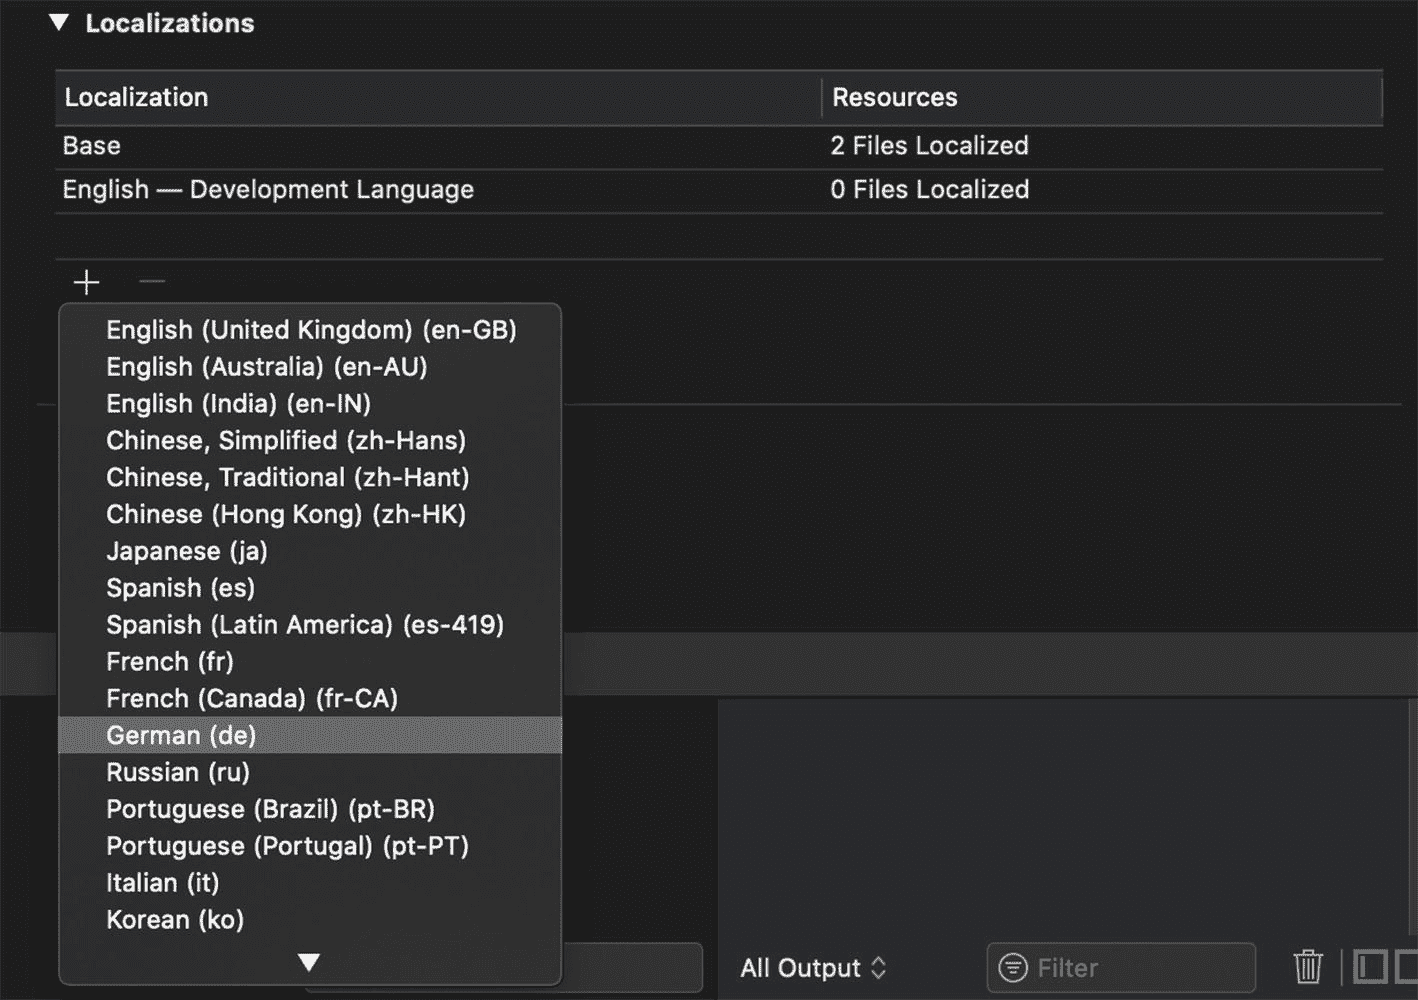 Localizations
Localization Resources
Base 2 Files Localized
English — Development Language 0 Files Localized
English (United Kingdom) (en-GB)
English (Australia) (en-AU)
English (India) (en-IN)
Chinese, Simplified (zh-Hans)
Chinese, Traditional (zh-Hant)
Chinese (Hong Kong) (zh-HK)
Japanese (ja)
Spanish (es)
Spanish (Latin America) (es-419)
French (fr)
French (Canada) (fr-CA)
German (de)
Russian (ru)
Portuguese (Brazil) (pt-BR)
Portuguese (Portugal) (pt-PT)
Italian (it)
Korean (ko)
All Output Filter